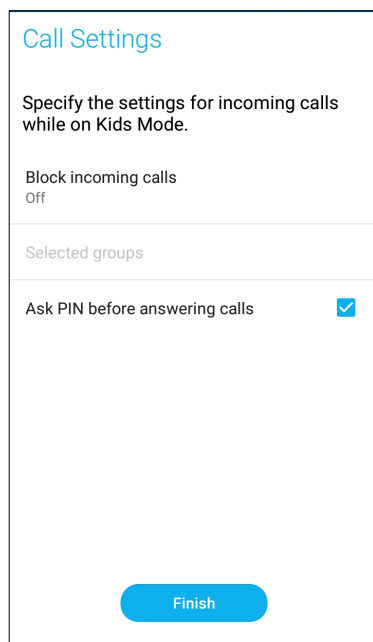 Call Settings
Specify the settings for incoming calls
while on Kids Mode.
Block incoming calls
Off
Selected groups
Ask PIN before answering calls
Finish